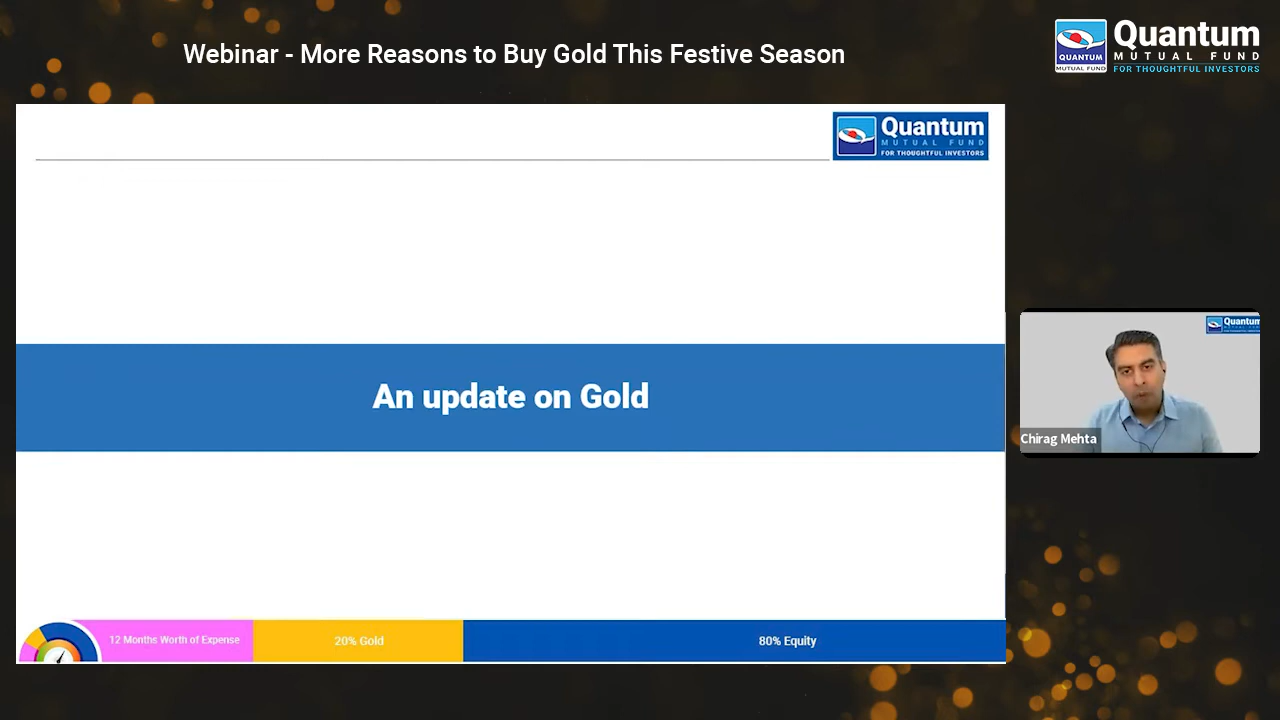 Webinar - More Reasons to Buy Gold This Festive Season
QUANTUM
MUTUAL FUND
Quantum
MUTUAL FUND
FOR THOUGHTFUL INVESTORS
Quantum
MUTUAL FUND
FOR THOUGHTFUL INVESTORS
An update on Gold
Quantum
Chirag Mehta
12 Months Worth of Expense
20% Gold
80% Equity